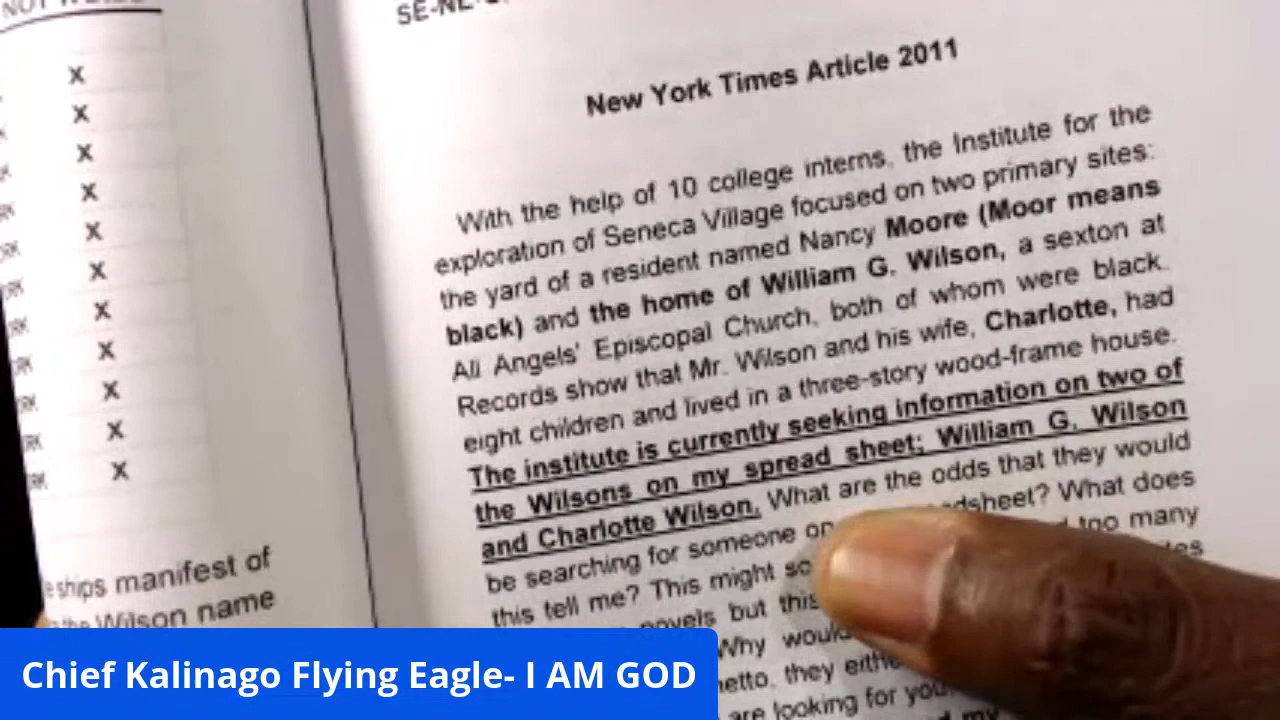 X
X
X
X
X
X
X
X
X
X
X
ships manifest of
the Wilson name
New York Times Article 2011
With the help of 10 college interns, the Institute for the
exploration of Seneca Village focused on two primary sites:
the yard of a resident named Nancy Moore (Moor means
black) and the home of William G. Wilson, a sexton at
All Angels' Episcopal Church, both of whom were black.
Records show that Mr. Wilson and his wife, Charlotte, had
eight children and lived in a three-story wood-frame house.
The institute is currently seeking information on two of
the Wilsons on my spread sheet; William G. Wilson
and Charlotte Wilson. What are the odds that they would
be searching for someone on What does
this tell me? This might too many
novels but this
Why
they
are looking for you
my
Chief Kalinago Flying Eagle- I AM GOD